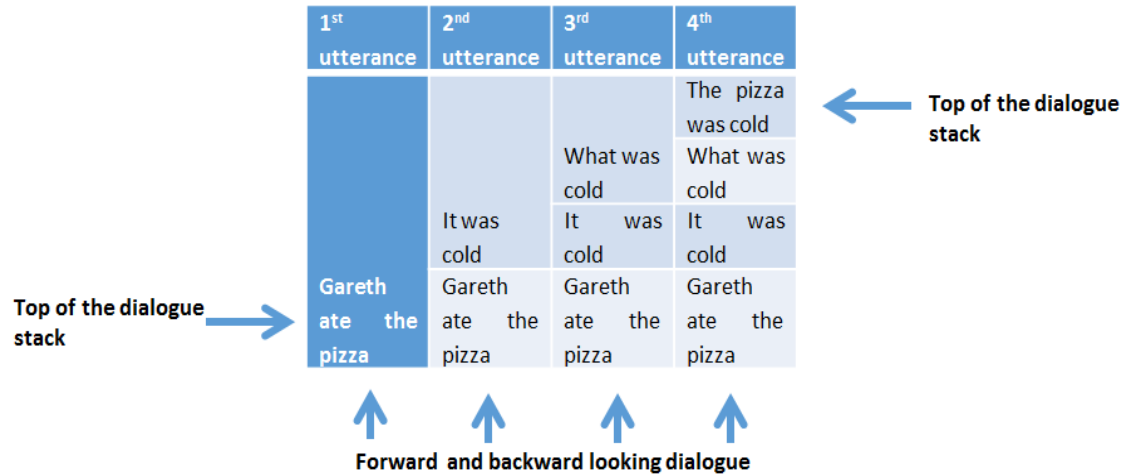 1st 2nd 3rd 4th
utterance utterance utterance utterance
The pizza
was cold
Top of the dialogue
stack
What was What was
cold cold
It was It was It was
cold cold cold
Top of the dialogue
stack
Gareth Gareth Gareth Gareth
ate the ate the ate the ate the
pizza pizza pizza pizza
Forward and backward looking dialogue